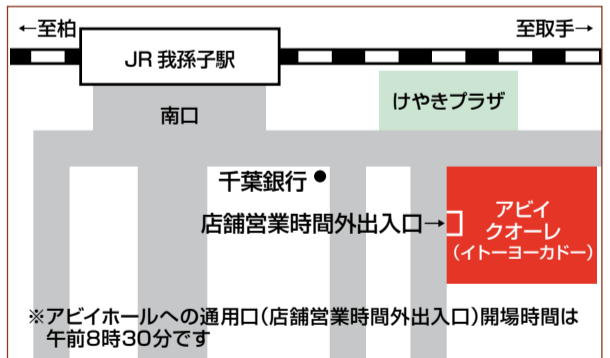 ←至柏
至取手→
JR 我孫子駅
けやきプラザ
南口
千葉銀行
店舗営業時間外出入口→
アビイ
クオーレ
(イトーヨーカドー)
※アビイホールへの通用口(店舗営業時間外出入口)開場時間は
午前8時30分です